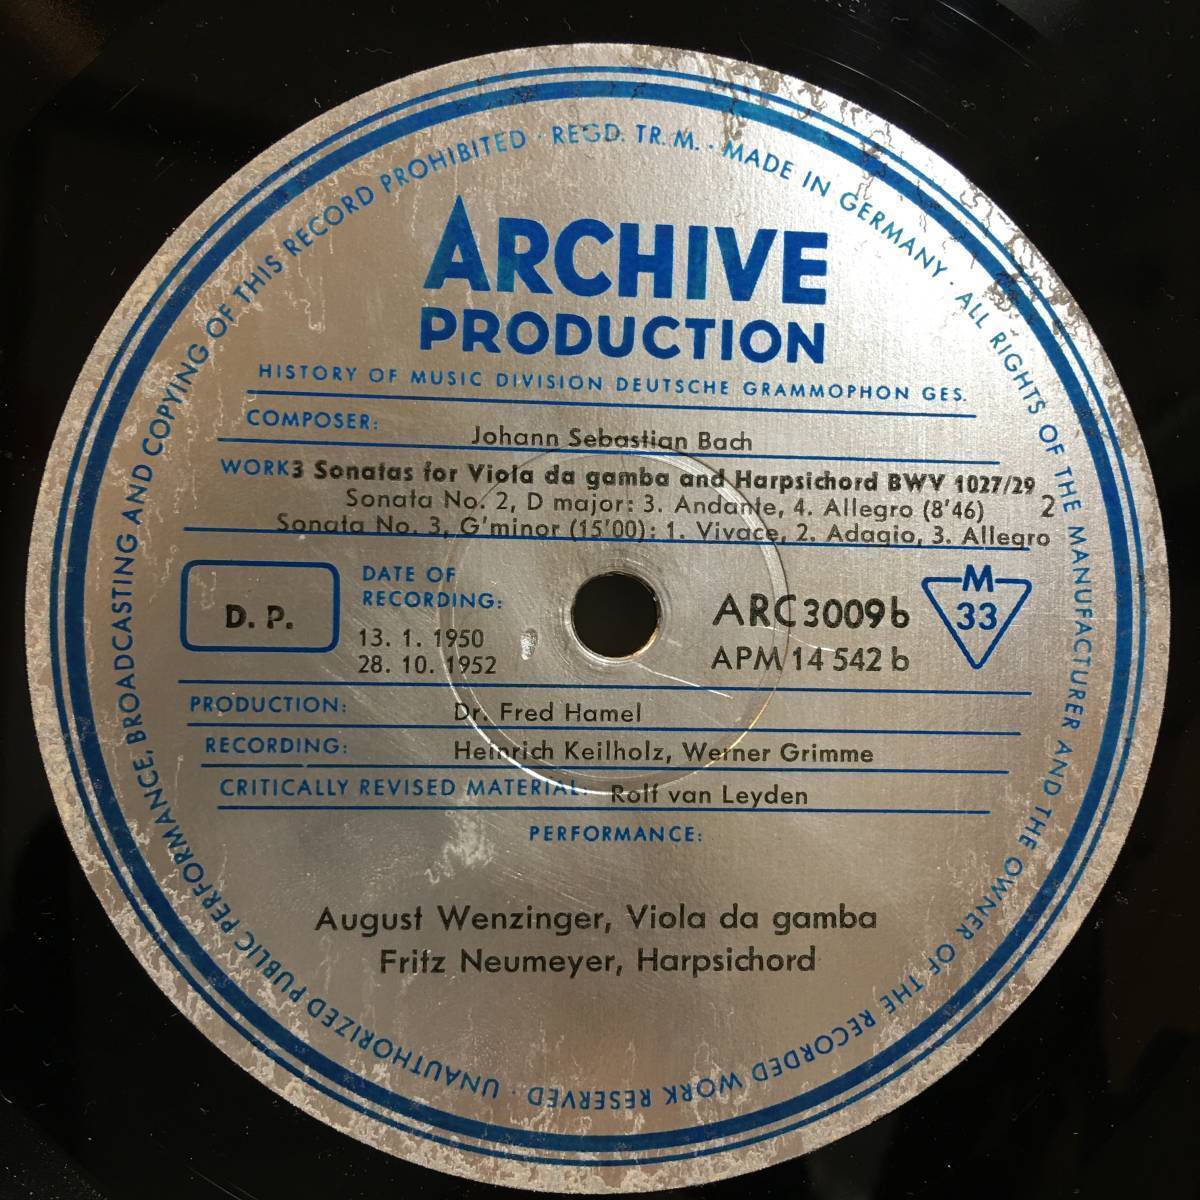 UNAUTHORIZED PUBLIC PERFORMANCE, BROADCASTING AND COPYING OF THIS RECORD PROHIBITED · REGD. TR. M. · MADE IN GERMANY · ALL RIGHTS OF THE MANUFACTURER AND THE OWNER OF THE RECORDED WORK RESERVED ·
ARCHIVE
PRODUCTION
HISTORY OF MUSIC DIVISION DEUTSCHE GRAMMOPHON GES.
COMPOSER: Johann Sebastian Bach
WORK 3 Sonatas for Viola da gamba and Harpsichord BWV 1027/29
Sonata No. 2, D major: 3. Andante, 4. Allegro (8'46) 2
Sonata No. 3, G'minor (15'00): 1. Vivace, 2. Adagio, 3. Allegro
D. P.
DATE OF
RECORDING:
13. 1. 1950
28. 10. 1952
ARC 3009 b
APM 14 542 b
M
33
PRODUCTION: Dr. Fred Hamel
RECORDING: Heinrich Keilholz, Werner Grimme
CRITICALLY REVISED MATERIAL: Rolf van Leyden
PERFORMANCE:
August Wenzinger, Viola da gamba
Fritz Neumeyer, Harpsichord